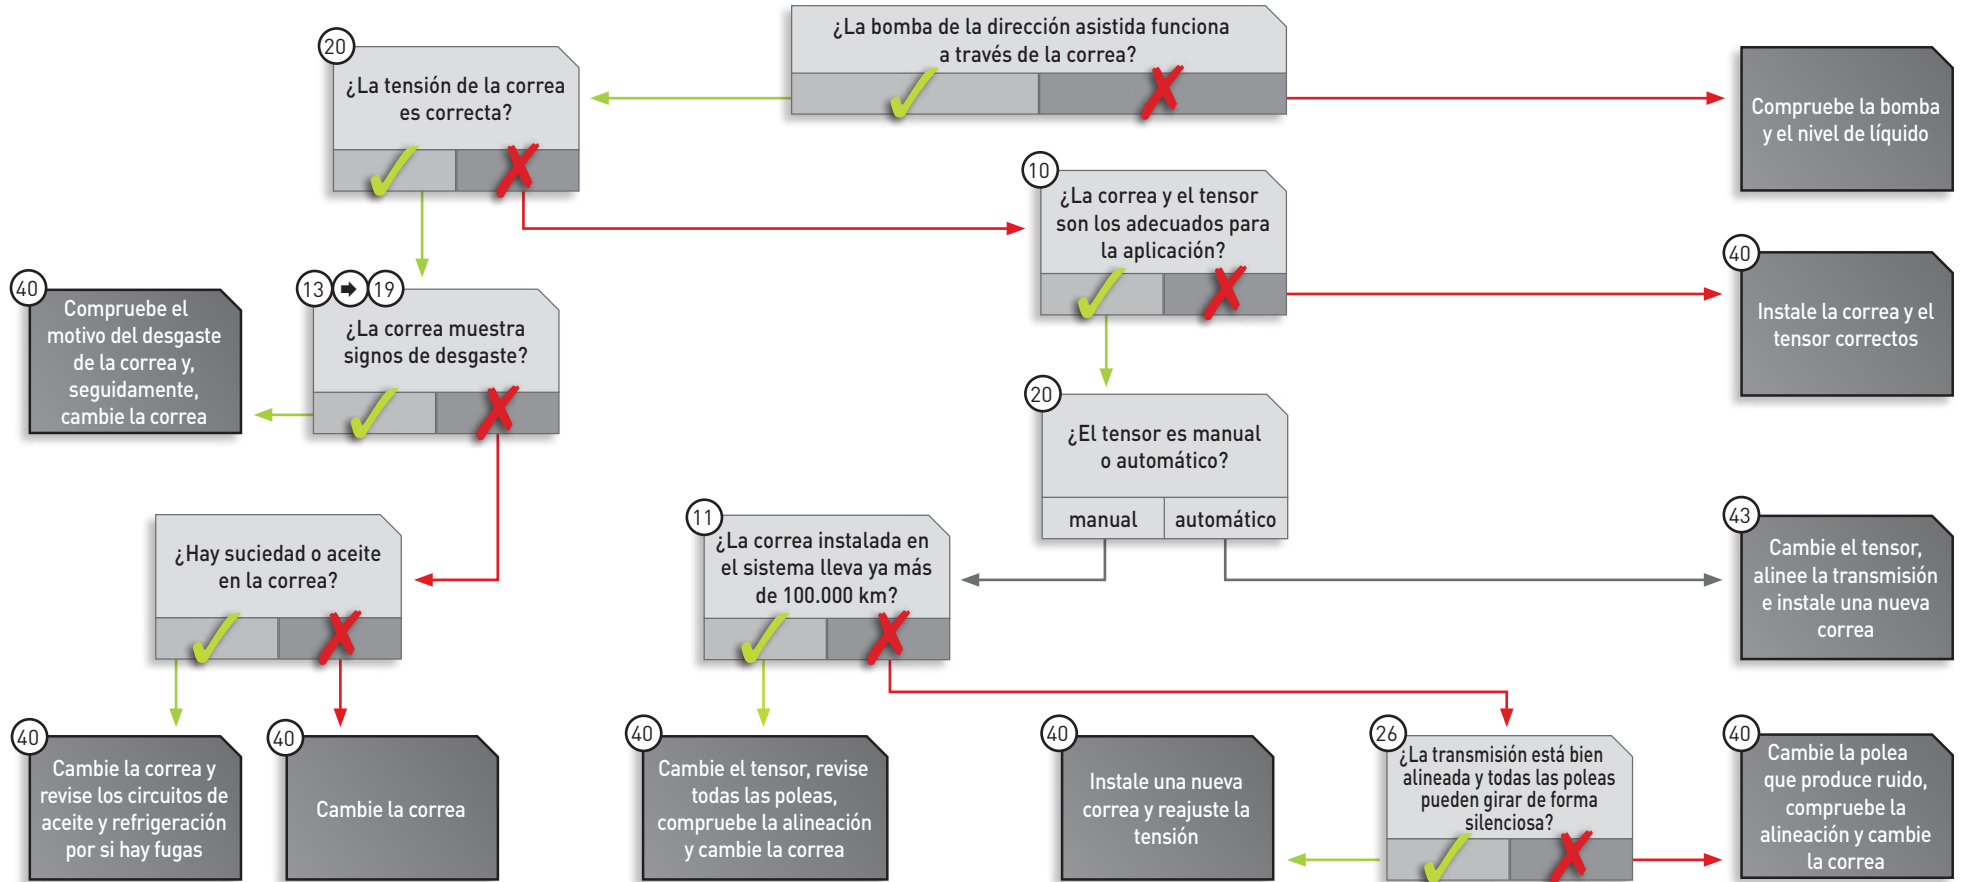 ¿La bomba de la dirección asistida funciona
a través de la correa?
20
¿La tensión de la correa
es correcta?
Compruebe la bomba
y el nivel de líquido
10
¿La correa y el tensor
son los adecuados para
la aplicación?
40
Instale la correa y el
tensor correctos
40
Compruebe el
motivo del desgaste
de la correa y,
seguidamente,
cambie la correa
13 19
¿La correa muestra
signos de desgaste?
20
¿El tensor es manual
o automático?
manual
automático
¿Hay suciedad o aceite
en la correa?
11
¿La correa instalada en
el sistema lleva ya más
de 100.000 km?
43
Cambie el tensor,
alinee la transmisión
e instale una nueva
correa
40
Cambie la correa y
revise los circuitos de
aceite y refrigeración
por si hay fugas
40
Cambie la correa
40
Cambie el tensor, revise
todas las poleas,
compruebe la alineación
y cambie la correa
40
Instale una nueva
correa y reajuste la
tensión
26
¿La transmisión está bien
alineada y todas las poleas
pueden girar de forma
silenciosa?
40
Cambie la polea
que produce ruido,
compruebe la
alineación y cambie
la correa